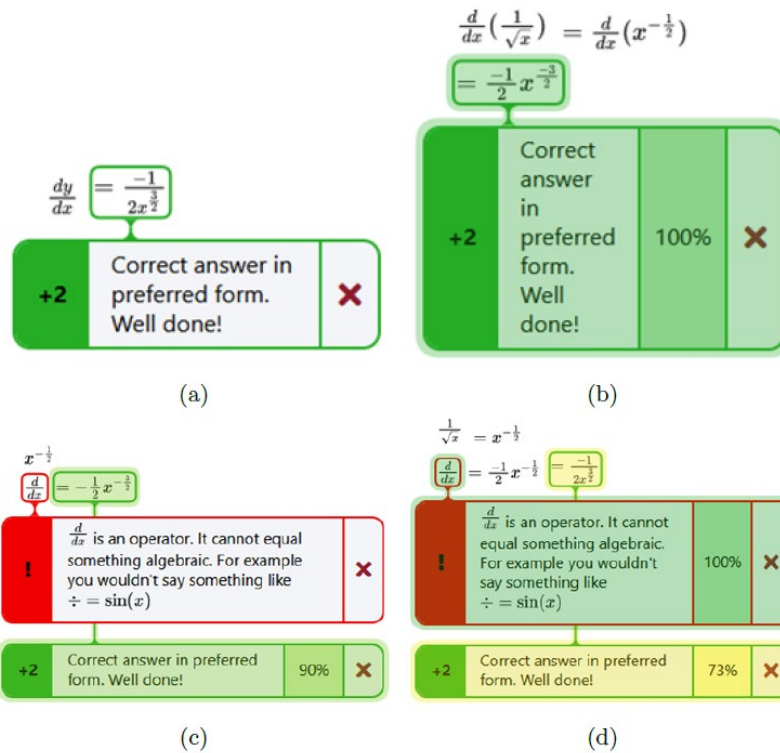 dy/dx = -1/(2x^(3/2))
+2 Correct answer in
preferred form.
Well done! ×
(a)
d/dx(1/√x) = d/dx(x^(-1/2))
= -1/2 x^(-3/2)
+2 Correct
answer
in
preferred
form.
Well
done! 100% ×
(b)
x^(-1/2)
d/dx = -1/2 x^(-3/2)
! d/dx is an operator. It cannot equal
something algebraic. For example
you wouldn't say something like
÷ = sin(x) ×
+2 Correct answer in preferred
form. Well done! 90% ×
(c)
1/√x = x^(-1/2)
d/dx = -1/2 x^(-1/2) = -1/(2x^(3/2))
! d/dx is an operator. It cannot
equal something algebraic.
For example you wouldn't
say something like
÷ = sin(x) 100% ×
+2 Correct answer in preferred
form. Well done! 73% ×
(d)